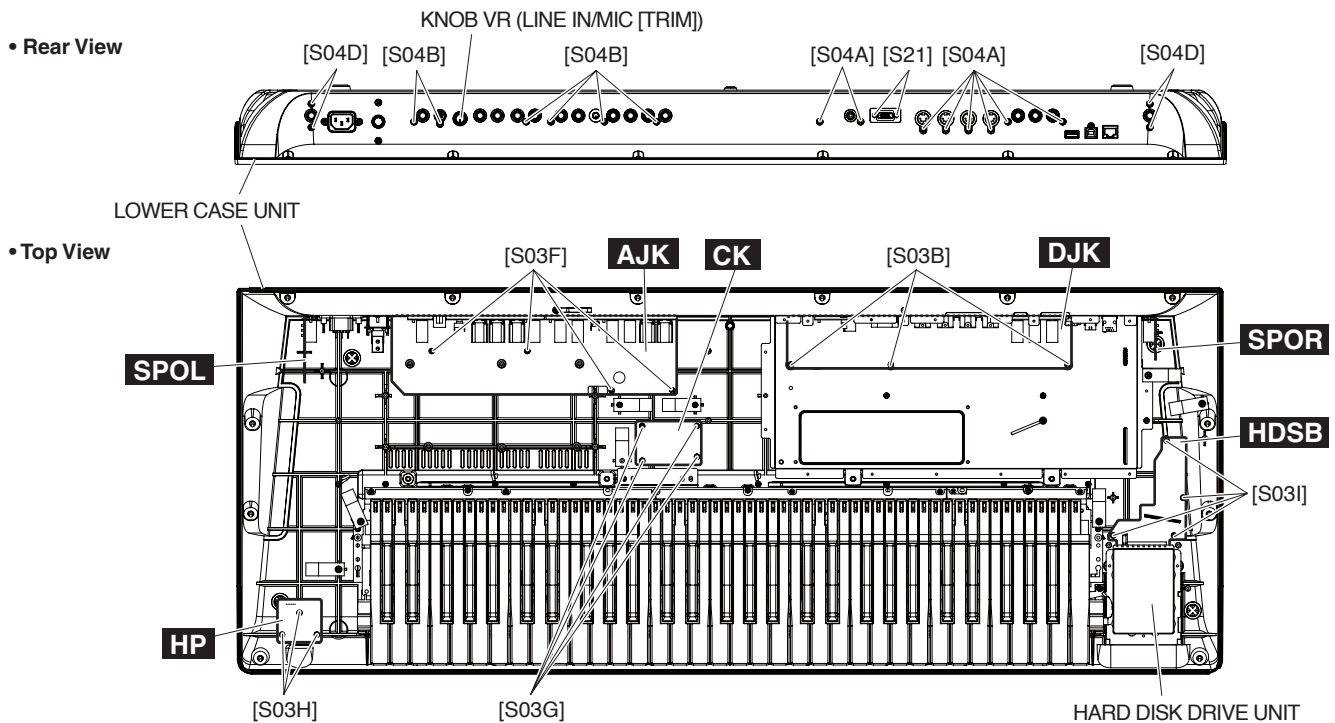 KNOB VR (LINE IN/MIC [TRIM])
• Rear View
[S04D] [S04B] [S04B] [S04A] [S21] [S04A] [S04D]
LOWER CASE UNIT
• Top View
[S03F] AJK CK [S03B] DJK
SPOL
SPOR
HDSB
[S03I]
HP
[S03H] [S03G] HARD DISK DRIVE UNIT